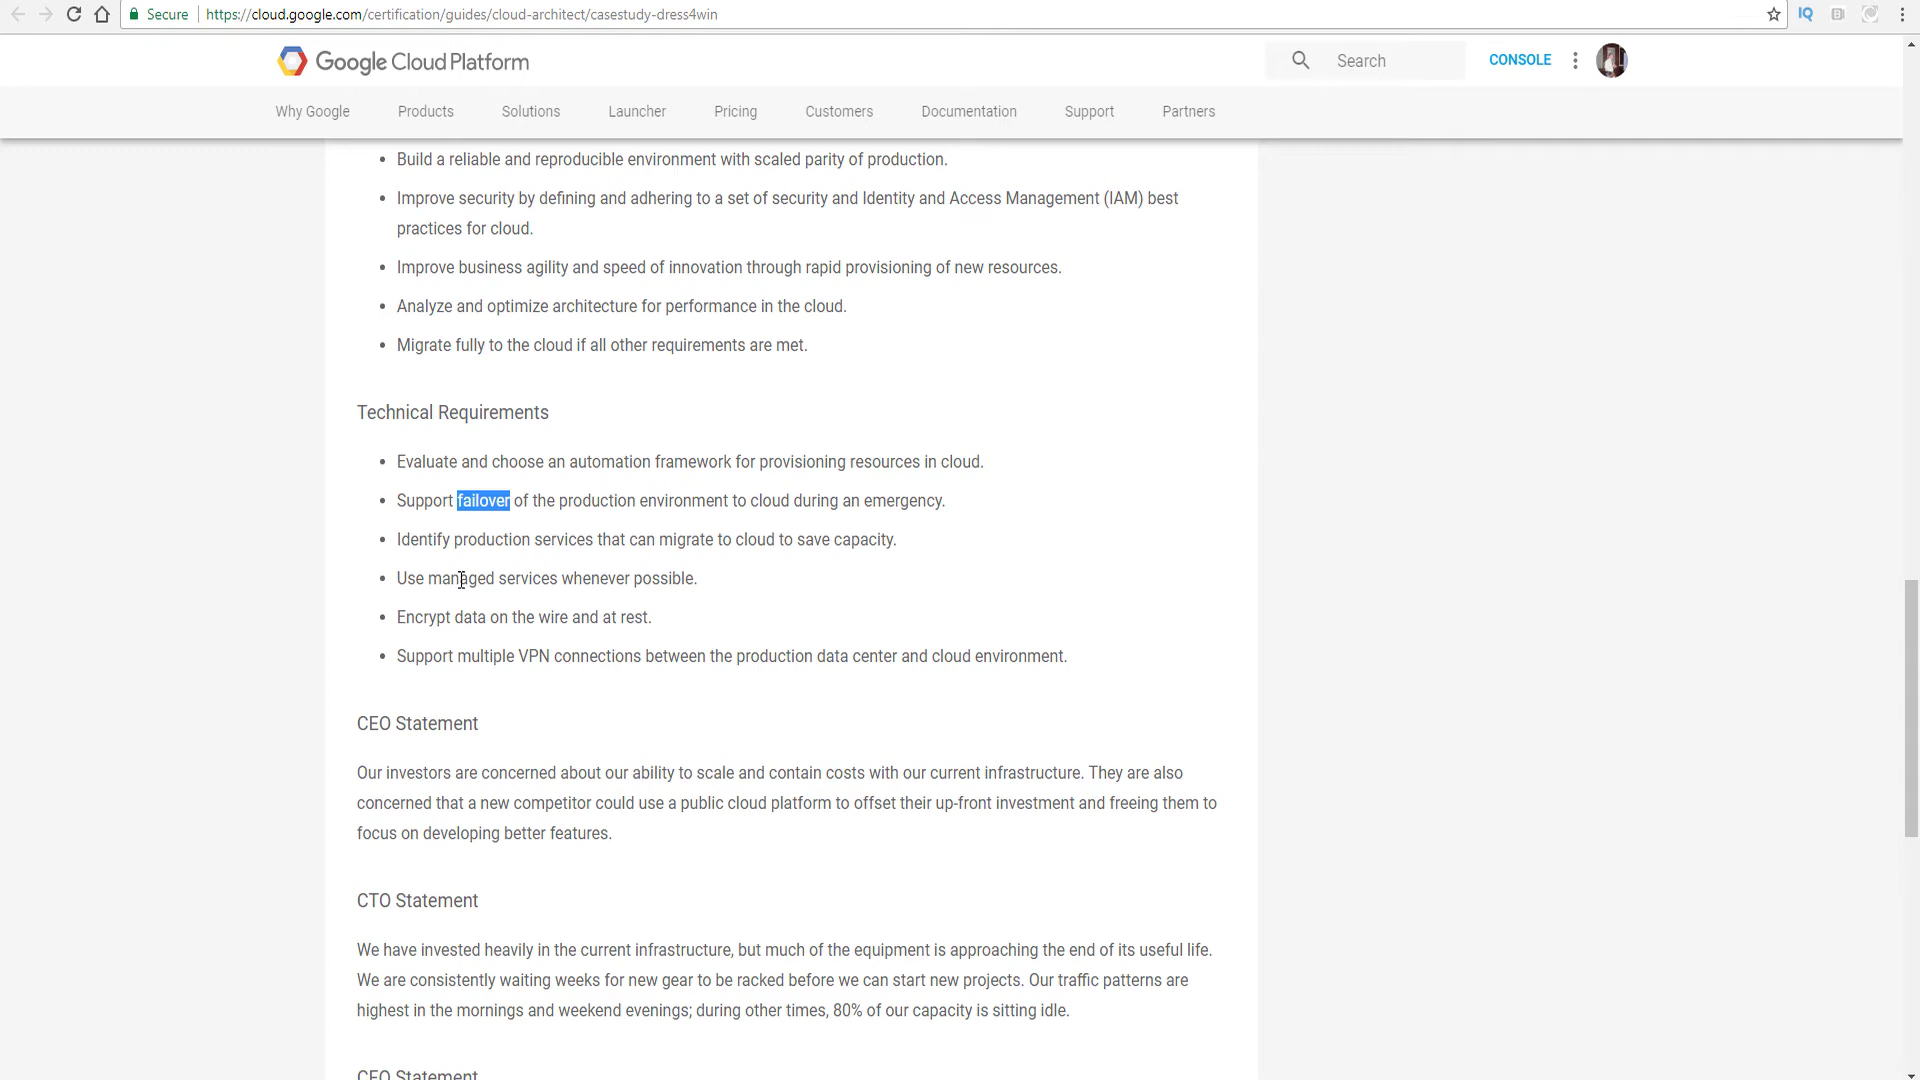 Secure https://cloud.google.com/certification/guides/cloud-architect/casestudy-dress4win
Google Cloud Platform
Search
CONSOLE
Why Google Products Solutions Launcher Pricing Customers Documentation Support Partners
• Build a reliable and reproducible environment with scaled parity of production.
• Improve security by defining and adhering to a set of security and Identity and Access Management (IAM) best
practices for cloud.
• Improve business agility and speed of innovation through rapid provisioning of new resources.
• Analyze and optimize architecture for performance in the cloud.
• Migrate fully to the cloud if all other requirements are met.
Technical Requirements
• Evaluate and choose an automation framework for provisioning resources in cloud.
• Support failover of the production environment to cloud during an emergency.
• Identify production services that can migrate to cloud to save capacity.
• Use managed services whenever possible.
• Encrypt data on the wire and at rest.
• Support multiple VPN connections between the production data center and cloud environment.
CEO Statement
Our investors are concerned about our ability to scale and contain costs with our current infrastructure. They are also
concerned that a new competitor could use a public cloud platform to offset their up-front investment and freeing them to
focus on developing better features.
CTO Statement
We have invested heavily in the current infrastructure, but much of the equipment is approaching the end of its useful life.
We are consistently waiting weeks for new gear to be racked before we can start new projects. Our traffic patterns are
highest in the mornings and weekend evenings; during other times, 80% of our capacity is sitting idle.
Statement